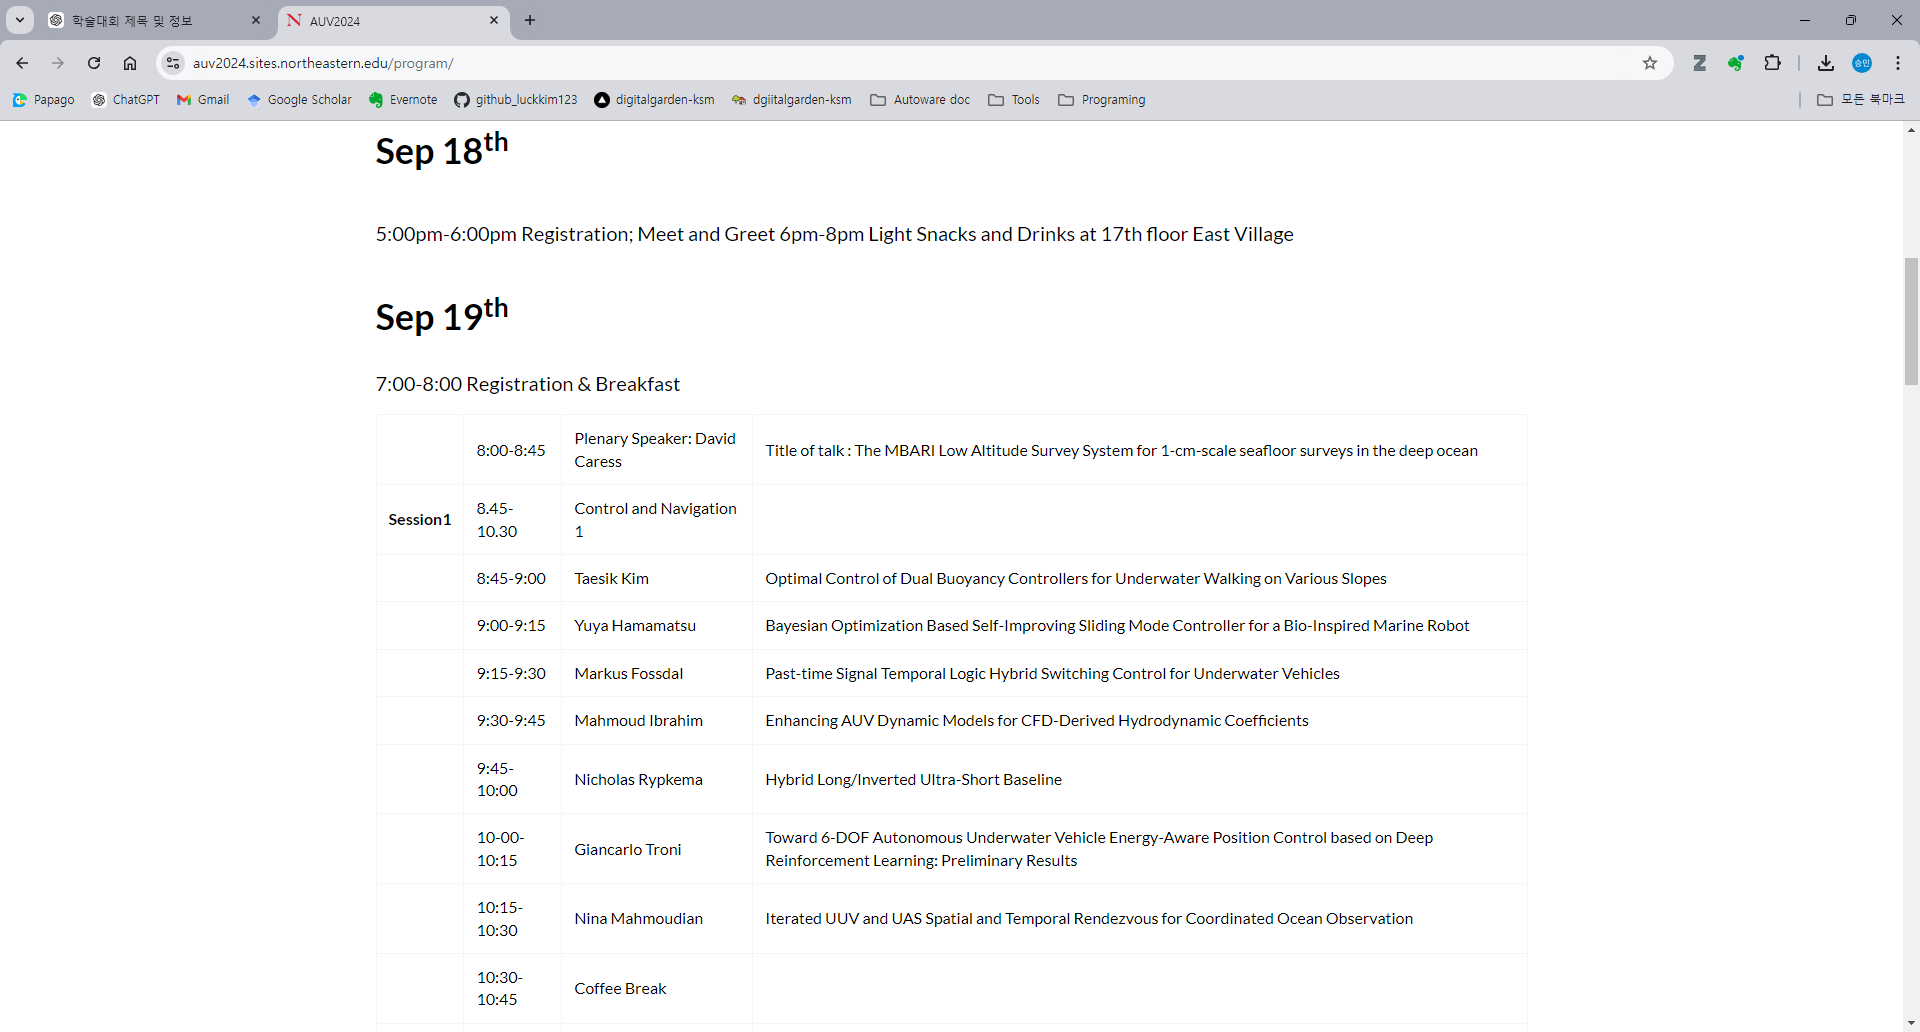 학술대회 제목 및 정보
AUV2024
auv2024.sites.northeastern.edu/program/
Papago
ChatGPT
Gmail
Google Scholar
Evernote
github_luckkim123
digitalgarden-ksm
dgiitalgarden-ksm
Autoware doc
Tools
Programing
모든 북마크
Sep 18th
5:00pm-6:00pm Registration; Meet and Greet 6pm-8pm Light Snacks and Drinks at 17th floor East Village
Sep 19th
7:00-8:00 Registration & Breakfast
8:00-8:45
Plenary Speaker: David
Caress
Title of talk : The MBARI Low Altitude Survey System for 1-cm-scale seafloor surveys in the deep ocean
Session1
8.45-
10.30
Control and Navigation
1
8:45-9:00
Taesik Kim
Optimal Control of Dual Buoyancy Controllers for Underwater Walking on Various Slopes
9:00-9:15
Yuya Hamamatsu
Bayesian Optimization Based Self-Improving Sliding Mode Controller for a Bio-Inspired Marine Robot
9:15-9:30
Markus Fossdal
Past-time Signal Temporal Logic Hybrid Switching Control for Underwater Vehicles
9:30-9:45
Mahmoud Ibrahim
Enhancing AUV Dynamic Models for CFD-Derived Hydrodynamic Coefficients
9:45-
10:00
Nicholas Rypkema
Hybrid Long/Inverted Ultra-Short Baseline
10-00-
10:15
Giancarlo Troni
Toward 6-DOF Autonomous Underwater Vehicle Energy-Aware Position Control based on Deep
Reinforcement Learning: Preliminary Results
10:15-
10:30
Nina Mahmoudian
Iterated UUV and UAS Spatial and Temporal Rendezvous for Coordinated Ocean Observation
10:30-
10:45
Coffee Break